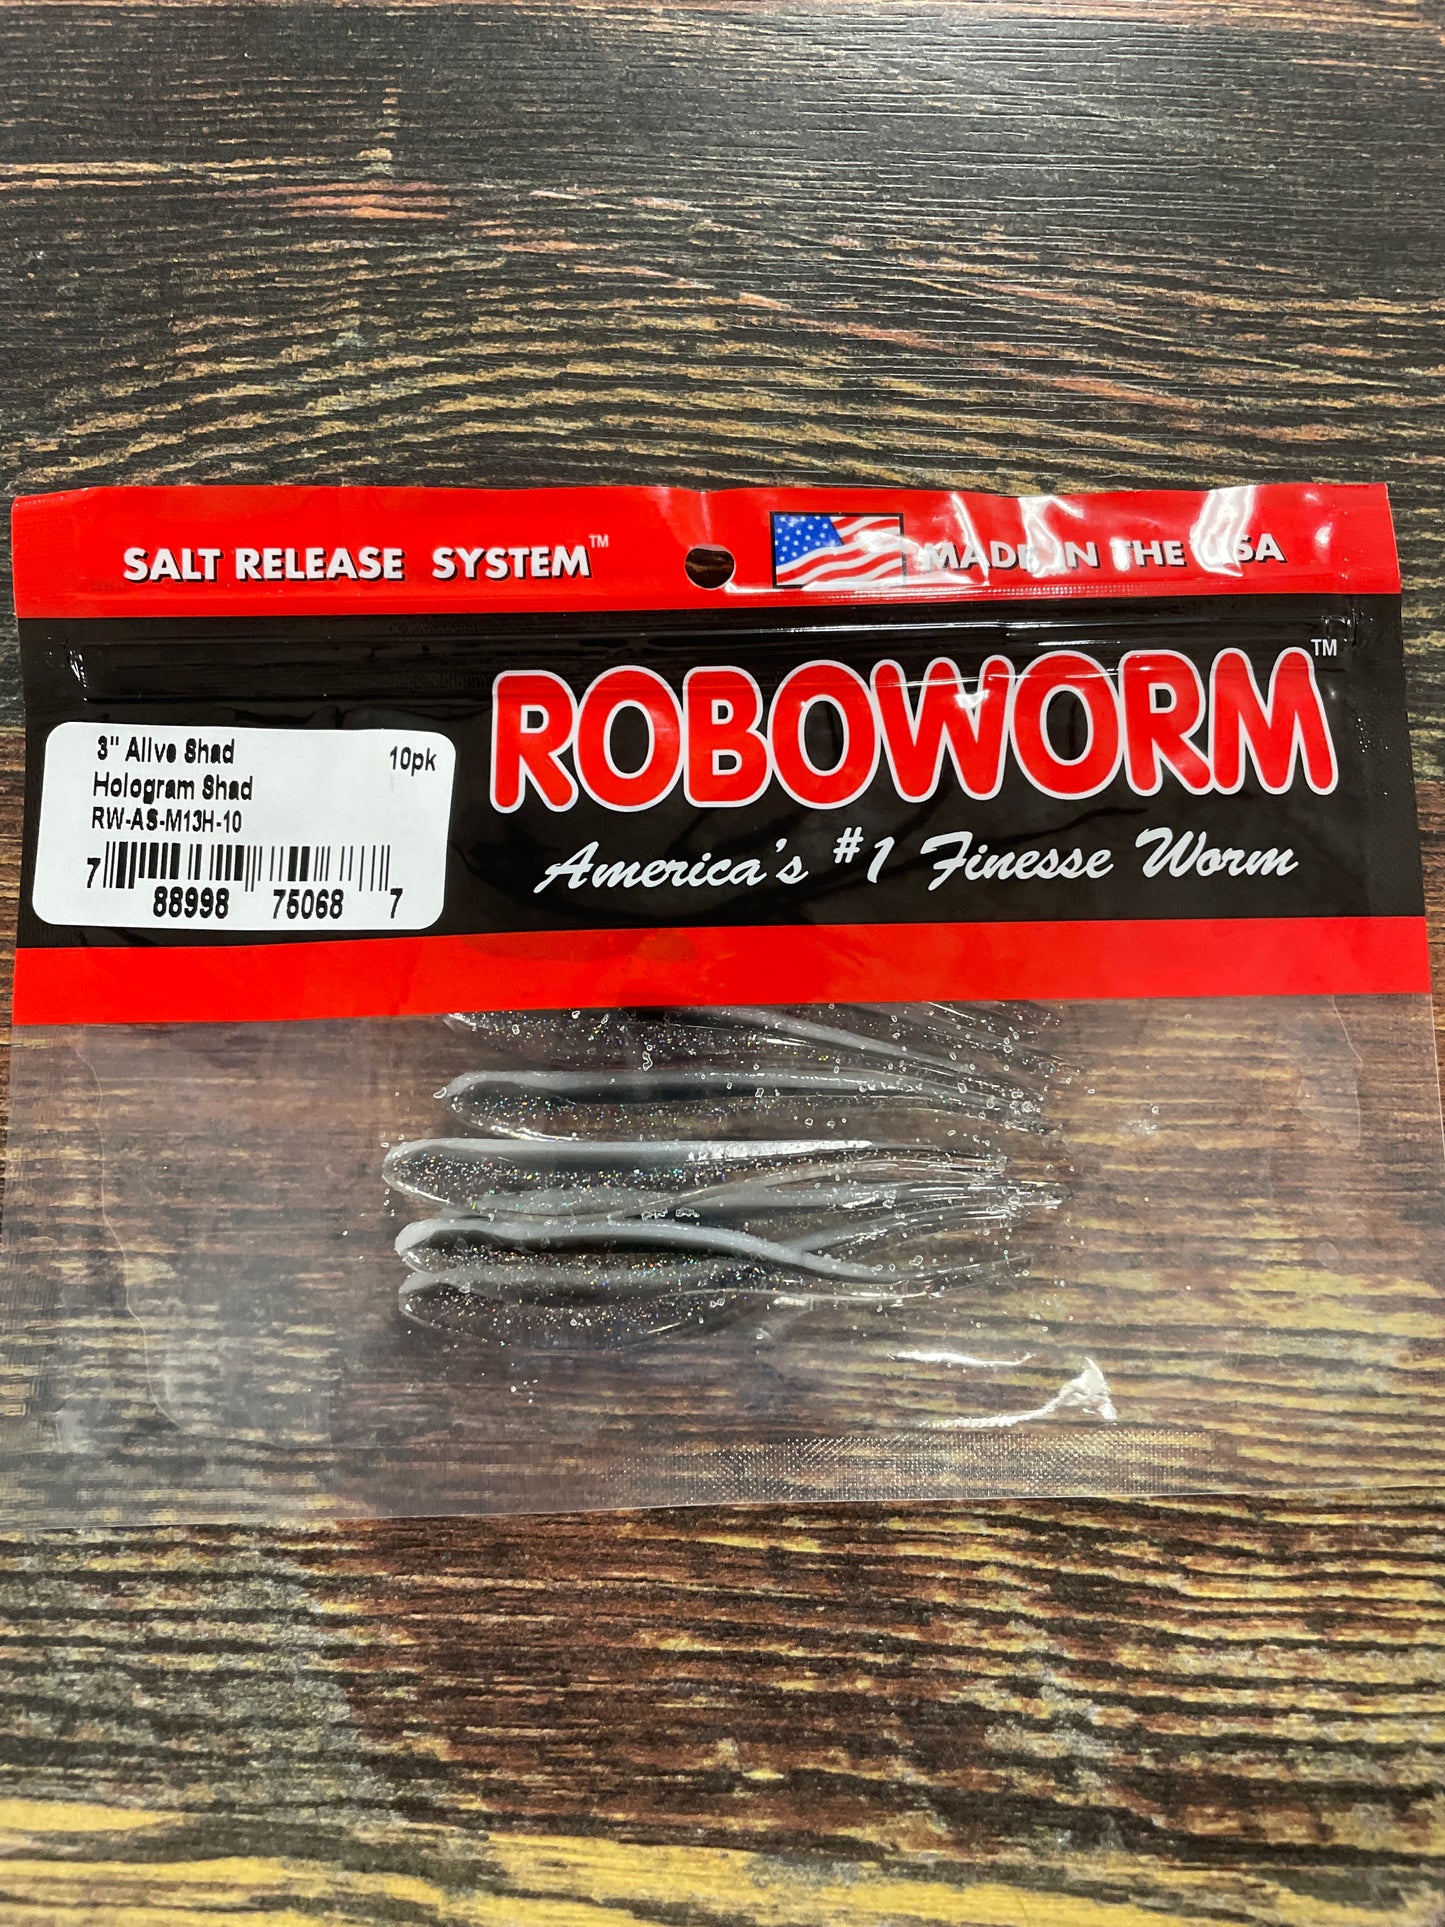 SALT RELEASE SYSTEM™
MADE IN THE USA
ROBOWORM™
America's #1 Finesse Worm
3" Alive Shad 10pk
Hologram Shad
RW-AS-M13H-10
7 88998 75068 7